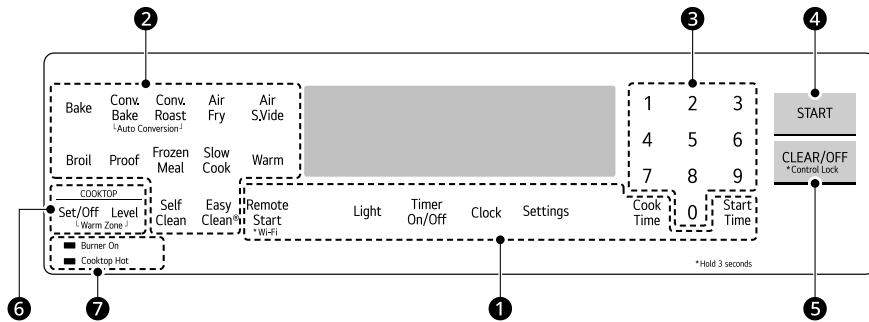 2
3
4
Bake
Conv. Bake
Conv. Roast
└Auto Conversion┘
Air Fry
Air S.Vide
Broil
Proof
Frozen Meal
Slow Cook
Warm
COOKTOP
Set/Off
Level
└ Warm Zone ┘
Self Clean
Easy Clean®
Burner On
Cooktop Hot
Remote Start
*Wi-Fi
Light
Timer On/Off
Clock
Settings
1 2 3
4 5 6
7 8 9
Cook Time
0
Start Time
START
CLEAR/OFF
*Control Lock
*Hold 3 seconds
6
7
1
5